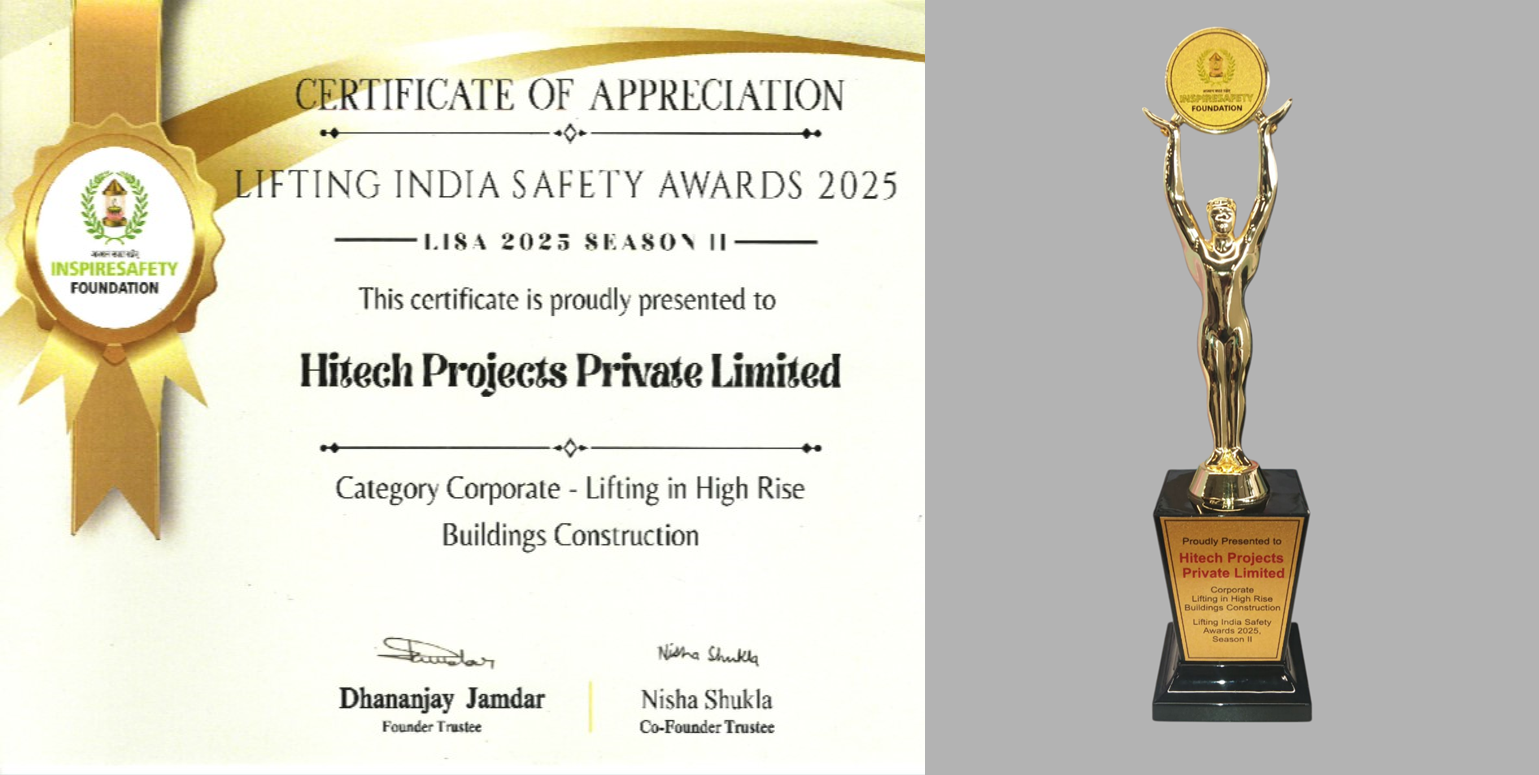 CERTIFICATE OF APPRECIATION
LIFTING INDIA SAFETY AWARDS 2025
LISA 2025 SEASON II
This certificate is proudly presented to
Hitech Projects Private Limited
Category Corporate - Lifting in High Rise
Buildings Construction
INSPIRESAFETY
FOUNDATION
Nisha Shukla
Dhananjay Jamdar
Founder Trustee
Nisha Shukla
Co-Founder Trustee
INSPIRESAFETY
FOUNDATION
Proudly Presented to
Hitech Projects
Private Limited
Corporate
Lifting in High Rise
Buildings Construction
Lifting India Safety
Awards 2025,
Season II